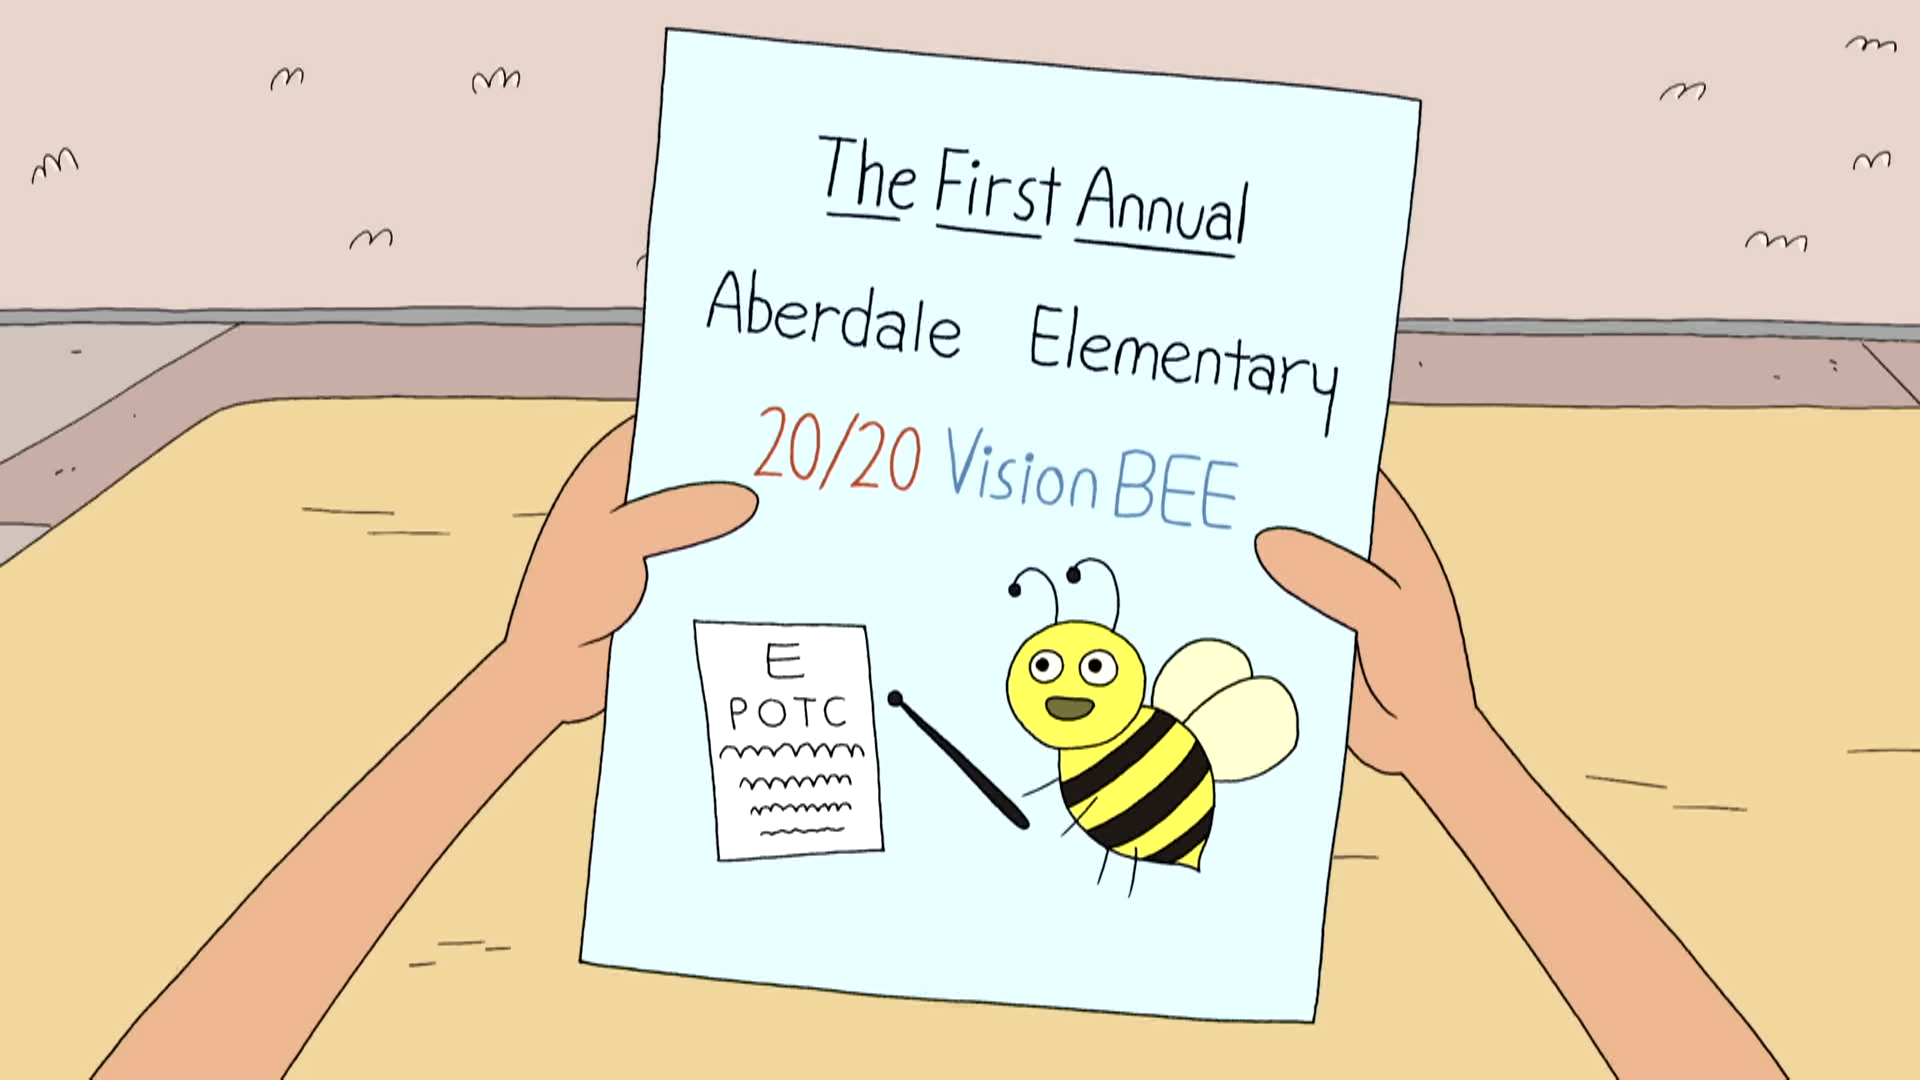 The First Annual
Aberdale Elementary
20/20 Vision BEE
E
POTC